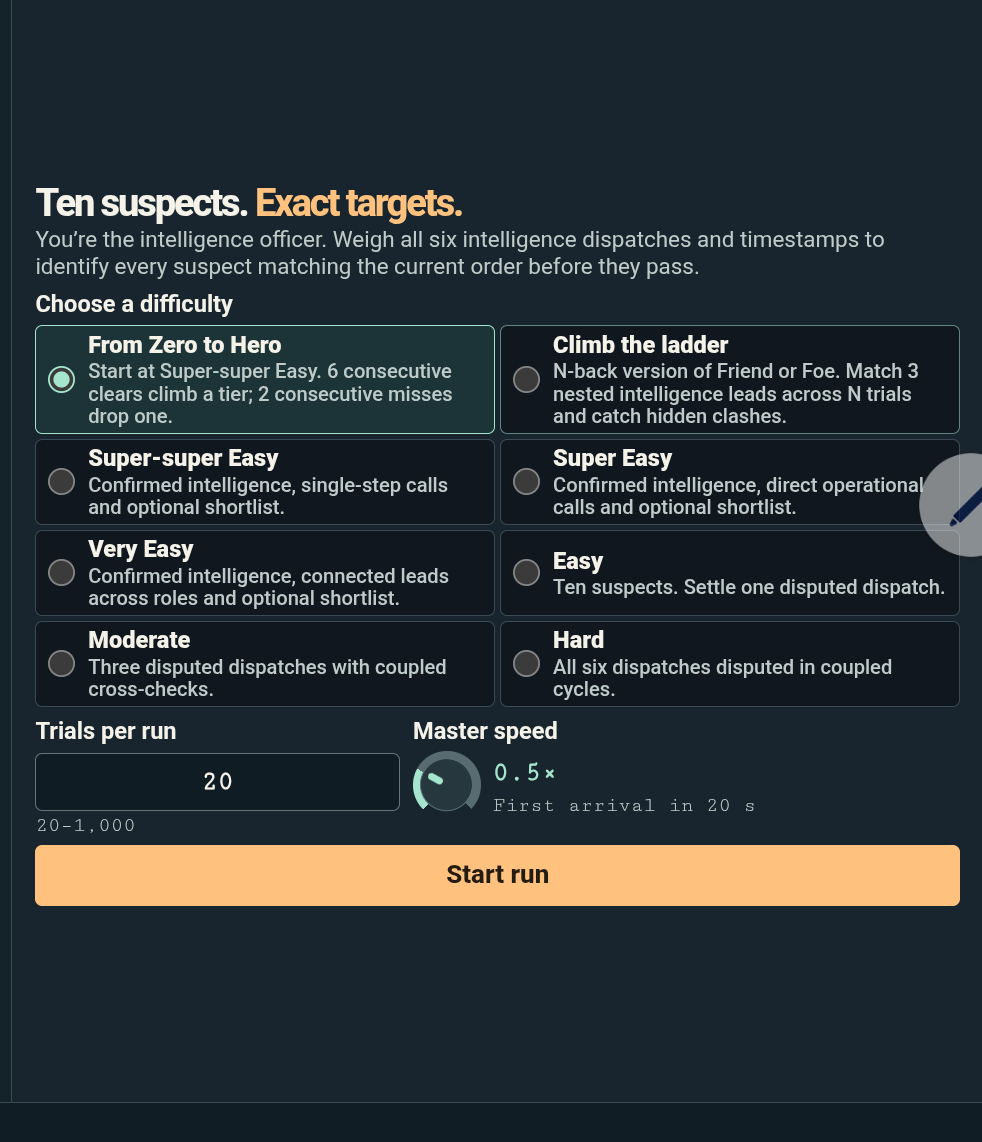 Ten suspects. Exact targets.
You’re the intelligence officer. Weigh all six intelligence dispatches and timestamps to
identify every suspect matching the current order before they pass.
Choose a difficulty
From Zero to Hero
Start at Super-super Easy. 6 consecutive
clears climb a tier; 2 consecutive misses
drop one.
Climb the ladder
N-back version of Friend or Foe. Match 3
nested intelligence leads across N trials
and catch hidden clashes.
Super-super Easy
Confirmed intelligence, single-step calls
and optional shortlist.
Super Easy
Confirmed intelligence, direct operational
calls and optional shortlist.
Very Easy
Confirmed intelligence, connected leads
across roles and optional shortlist.
Easy
Ten suspects. Settle one disputed dispatch.
Moderate
Three disputed dispatches with coupled
cross-checks.
Hard
All six dispatches disputed in coupled
cycles.
Trials per run
20
20–1,000
Master speed
0.5×
First arrival in 20 s
Start run